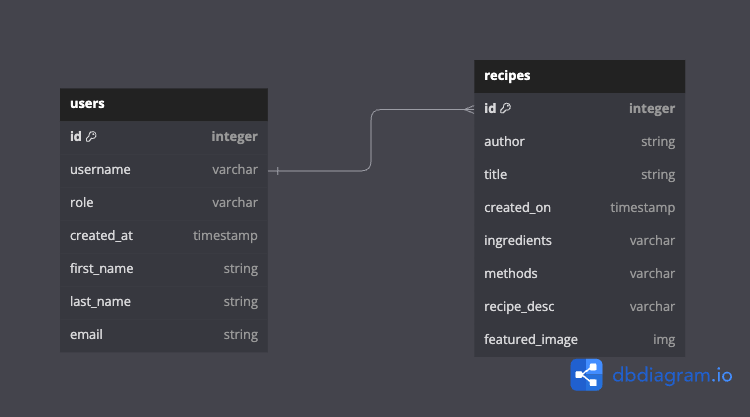 users
id integer
username varchar
role varchar
created_at timestamp
first_name string
last_name string
email string
recipes
id integer
author string
title string
created_on timestamp
ingredients varchar
methods varchar
recipe_desc varchar
featured_image img
dbdiagram.io